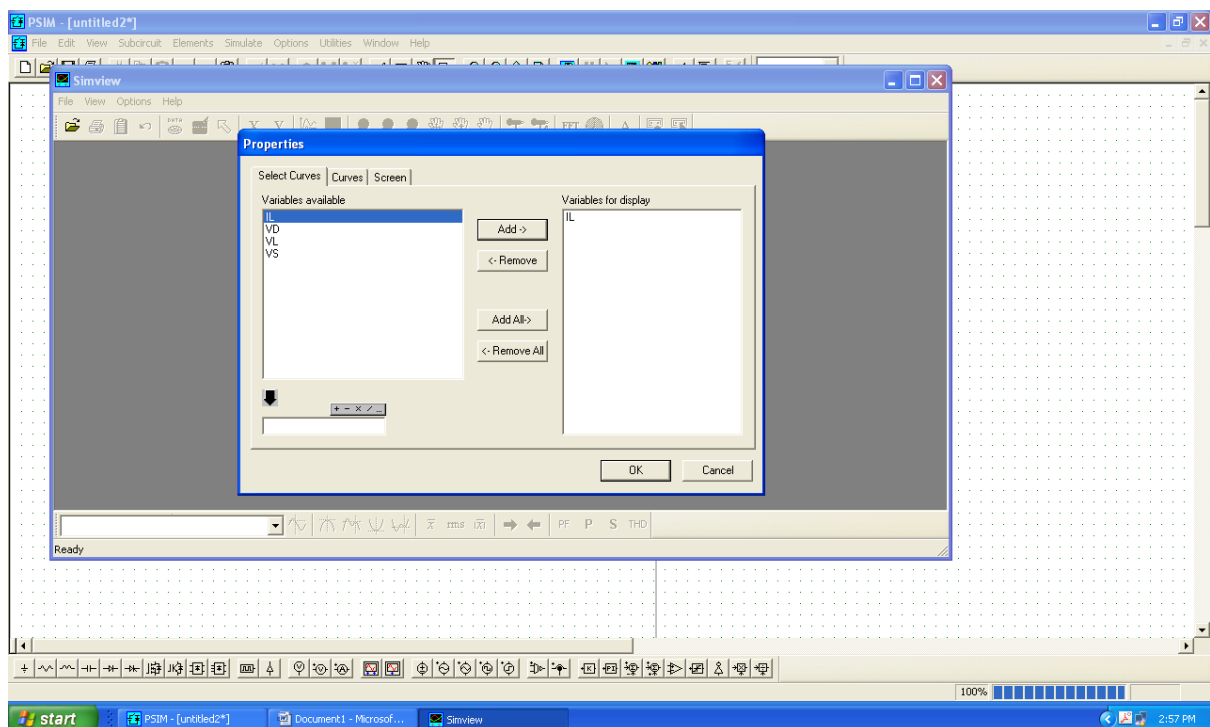 PSIM - [untitled2*]
File Edit View Subcircuit Elements Simulate Options Utilities Window Help
Simview
File View Options Help
DATA
X Y
FFT
Properties
Select Curves Curves Screen
Variables available
Variables for display
IL
VD
VL
VS
IL
Add ->
<- Remove
Add All->
<- Remove All
+ - × / _
OK Cancel
x rms |x| PF P S THD
Ready
100%
start PSIM - [untitled2*] Document1 - Microsof... Simview 2:57 PM